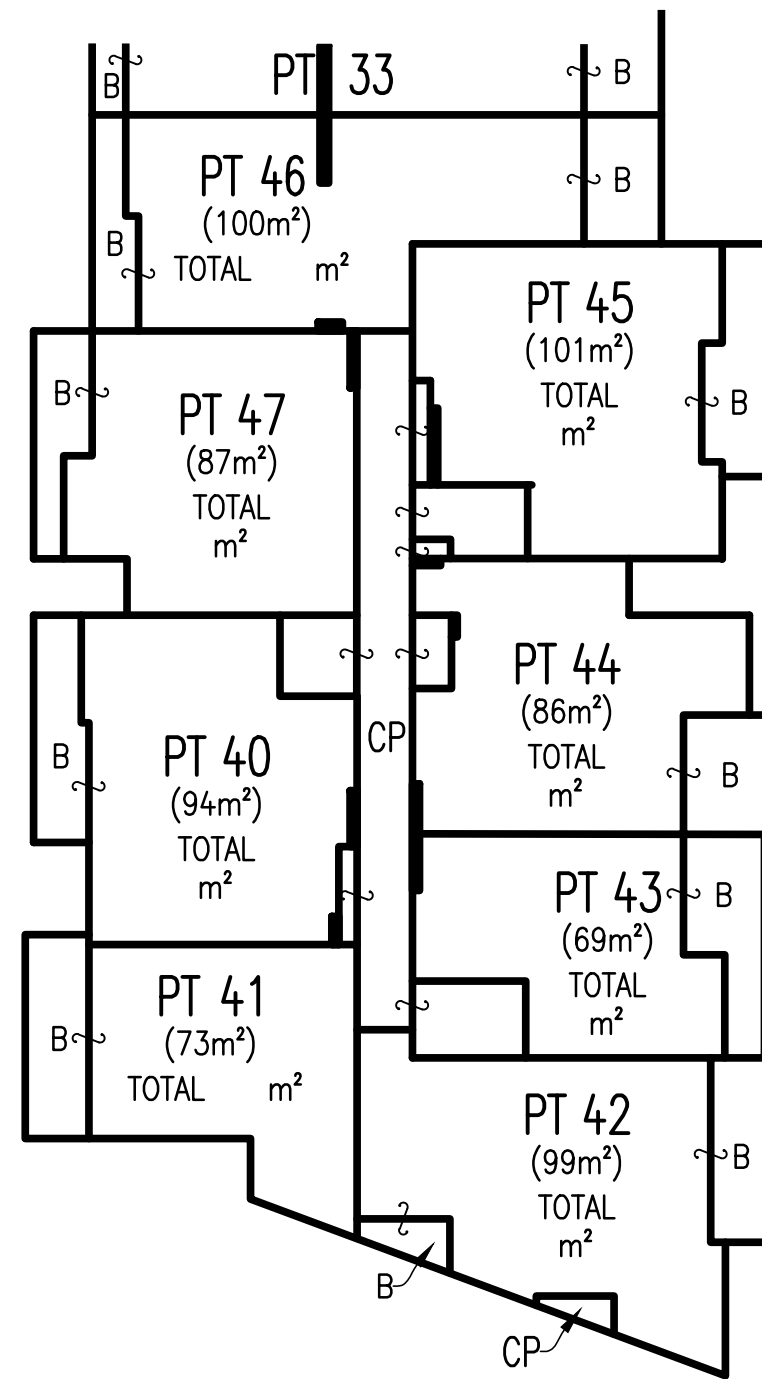 B
PT 33
B
PT 46
(100m²)
TOTAL m²
B
B
PT 45
(101m²)
TOTAL
m²
B
B
PT 47
(87m²)
TOTAL
m²
PT 44
(86m²)
TOTAL
m²
B
CP
B
PT 40
(94m²)
TOTAL
m²
PT 43
(69m²)
TOTAL
m²
B
PT 41
(73m²)
TOTAL m²
B
PT 42
(99m²)
TOTAL
m²
B
B
CP